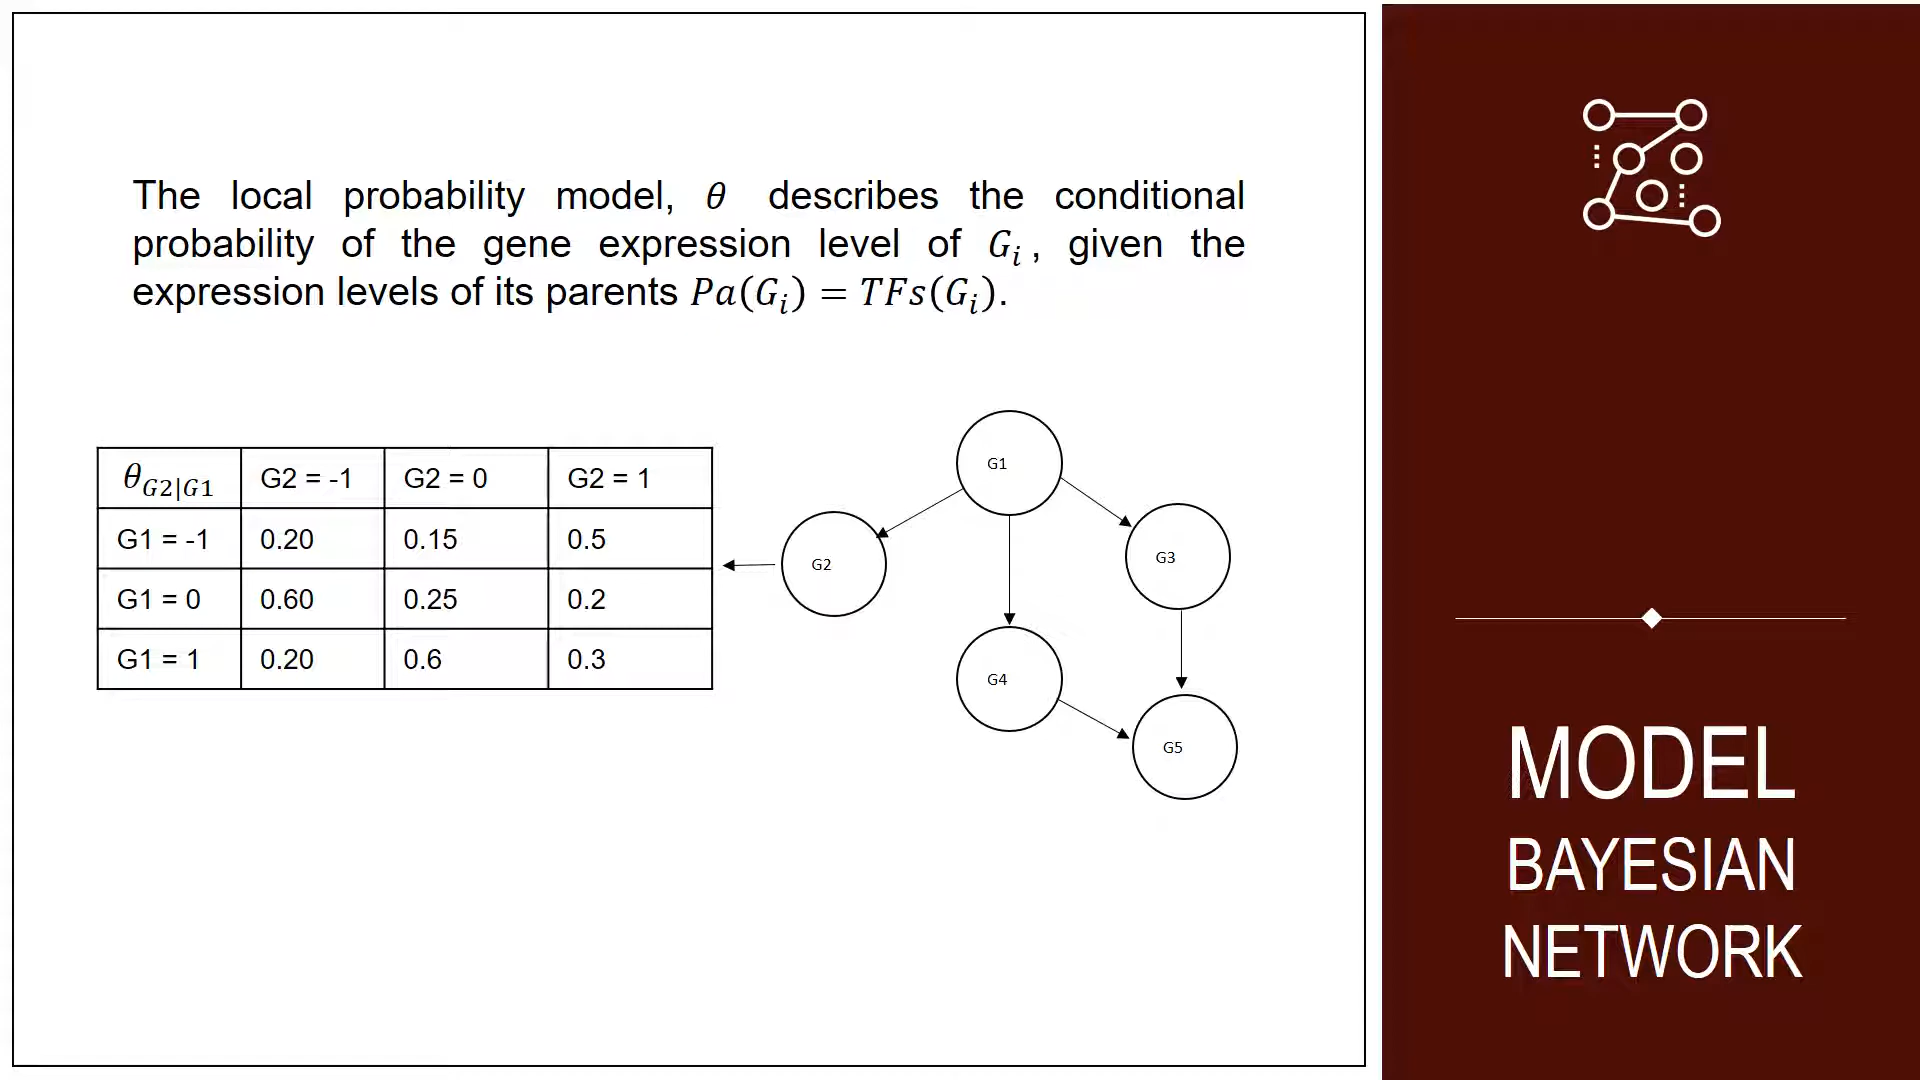 The local probability model, θ describes the conditional
probability of the gene expression level of Gᵢ, given the
expression levels of its parents Pa(Gᵢ) = TFs(Gᵢ).
θ_G2|G1 G2 = -1 G2 = 0 G2 = 1
G1 = -1 0.20 0.15 0.5
G1 = 0 0.60 0.25 0.2
G1 = 1 0.20 0.6 0.3
G1
G2
G3
G4
G5
MODEL
BAYESIAN
NETWORK